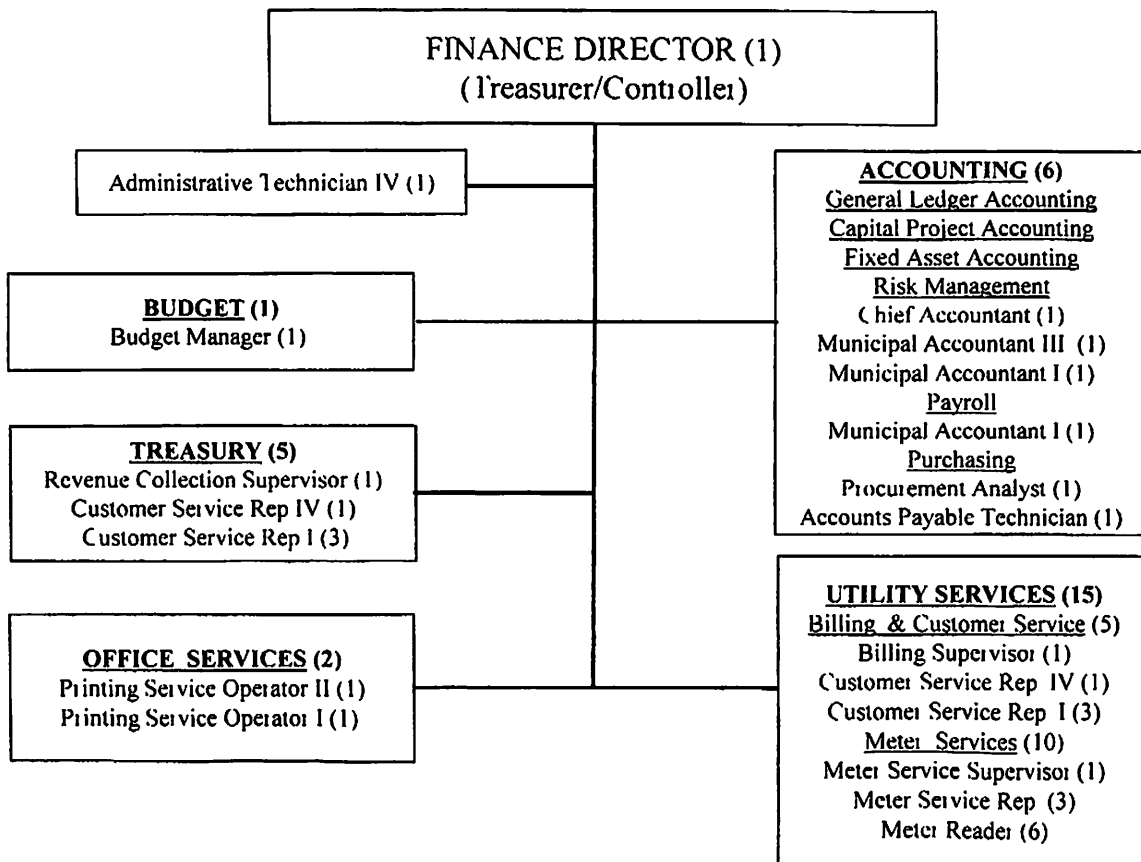 FINANCE DIRECTOR (1)
(Treasurer/Controller)
Administrative Technician IV (1)
BUDGET (1)
Budget Manager (1)
TREASURY (5)
Revenue Collection Supervisor (1)
Customer Service Rep IV (1)
Customer Service Rep I (3)
OFFICE SERVICES (2)
Printing Service Operator II (1)
Printing Service Operator I (1)
ACCOUNTING (6)
General Ledger Accounting
Capital Project Accounting
Fixed Asset Accounting
Risk Management
Chief Accountant (1)
Municipal Accountant III (1)
Municipal Accountant I (1)
Payroll
Municipal Accountant I (1)
Purchasing
Procurement Analyst (1)
Accounts Payable Technician (1)
UTILITY SERVICES (15)
Billing & Customer Service (5)
Billing Supervisor (1)
Customer Service Rep IV (1)
Customer Service Rep I (3)
Meter Services (10)
Meter Service Supervisor (1)
Meter Service Rep (3)
Meter Reader (6)